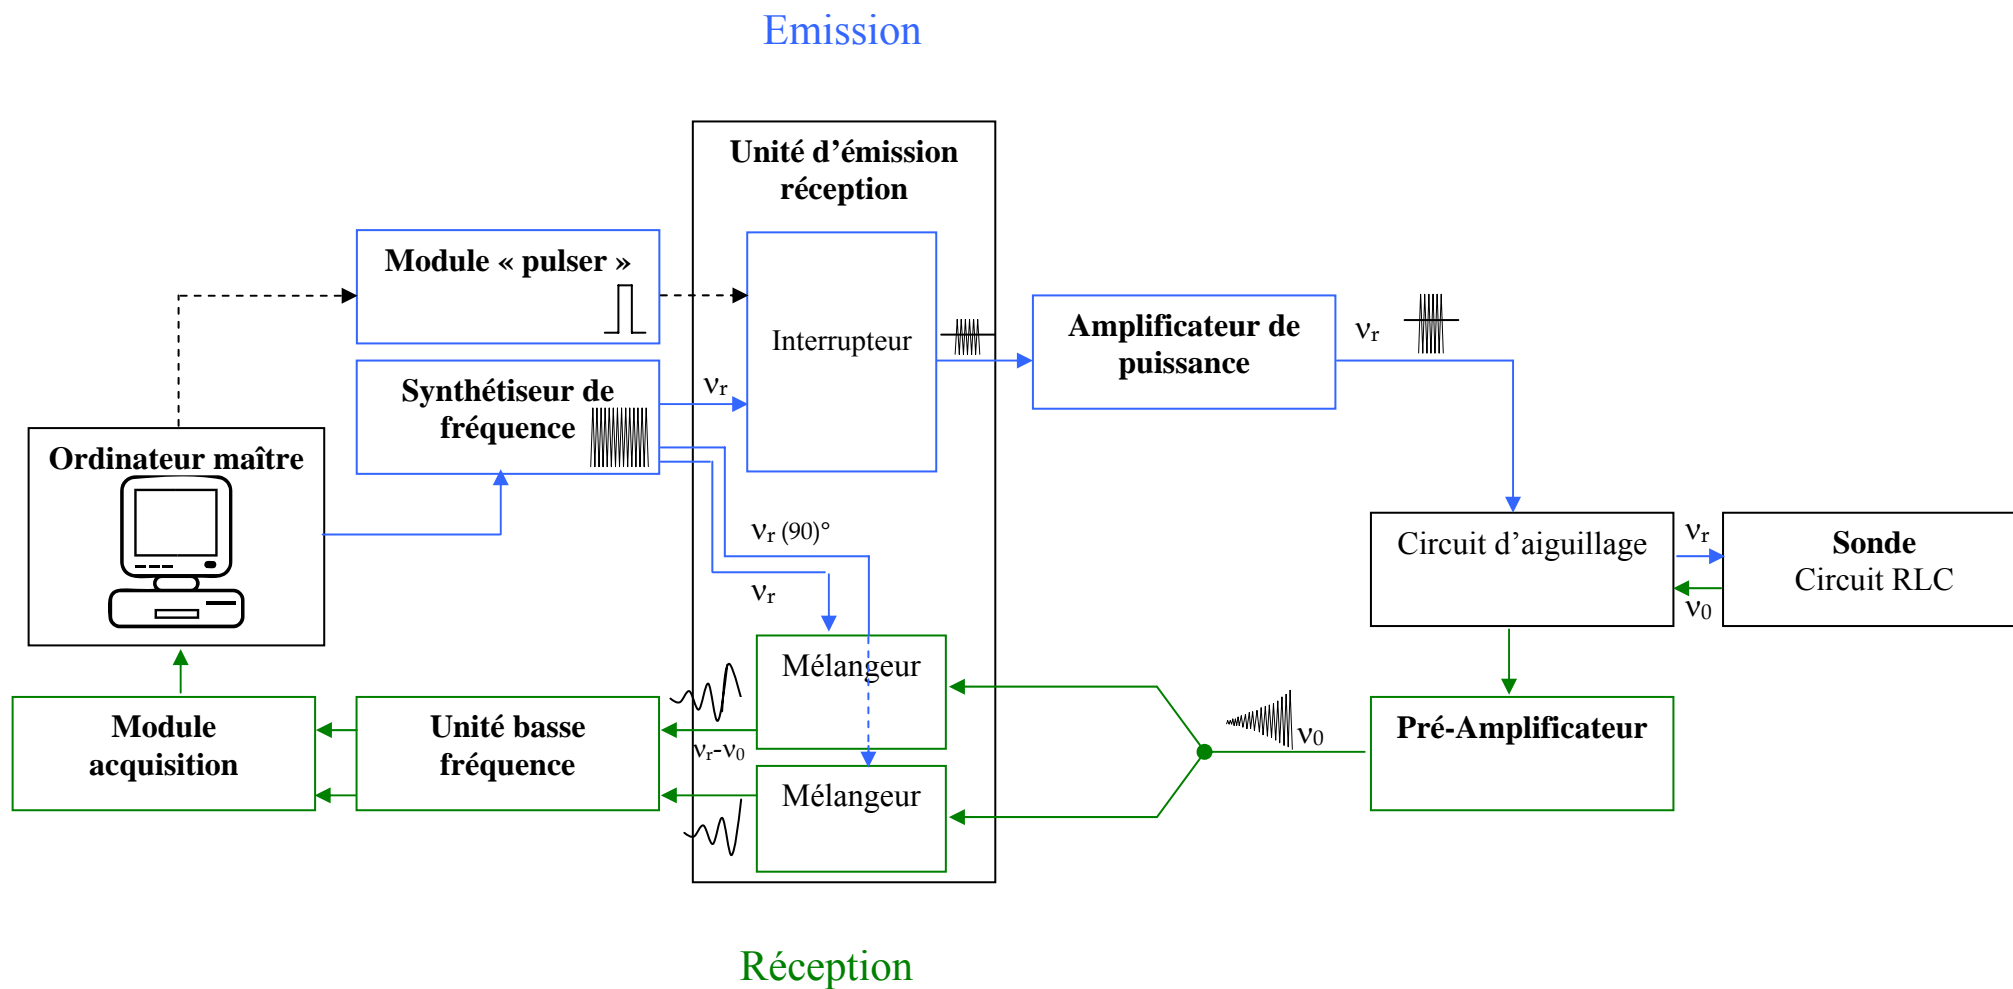 Emission
Unité d’émission
réception
Module « pulser »
Interrupteur
Amplificateur de
puissance
νr
Synthétiseur de
fréquence
νr
Ordinateur maître
νr (90)°
νr
Circuit d’aiguillage
νr
ν0
Sonde
Circuit RLC
Mélangeur
Module
acquisition
Unité basse
fréquence
νr-ν0
Mélangeur
ν0
Pré-Amplificateur
Réception